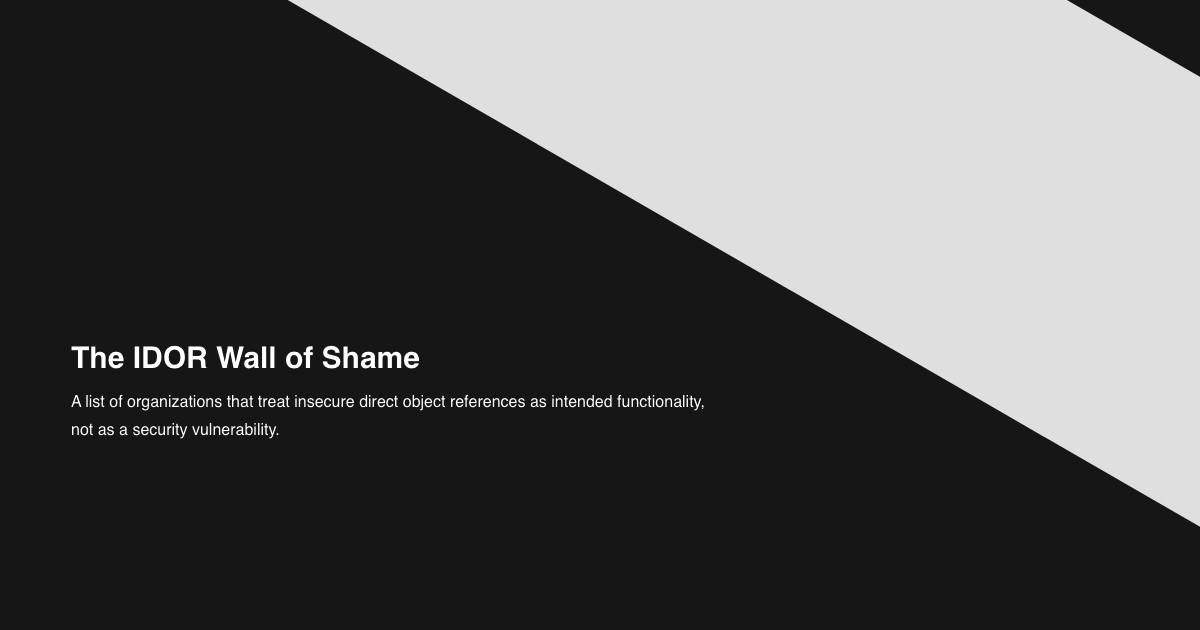 The IDOR Wall of Shame
A list of organizations that treat insecure direct object references as intended functionality,
not as a security vulnerability.